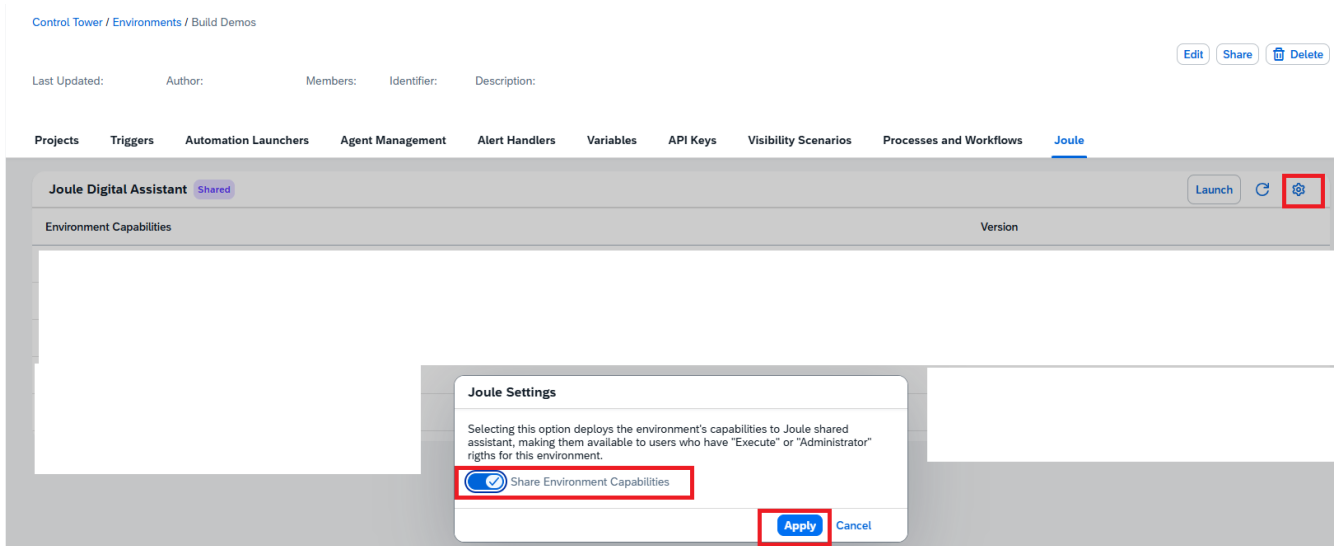 Control Tower / Environments / Build Demos
Edit Share Delete
Last Updated: Author: Members: Identifier: Description:
Projects Triggers Automation Launchers Agent Management Alert Handlers Variables API Keys Visibility Scenarios Processes and Workflows Joule
Joule Digital Assistant Shared Launch
Environment Capabilities Version
Joule Settings
Selecting this option deploys the environment's capabilities to Joule shared
assistant, making them available to users who have "Execute" or "Administrator"
rigths for this environment.
Share Environment Capabilities
Apply Cancel